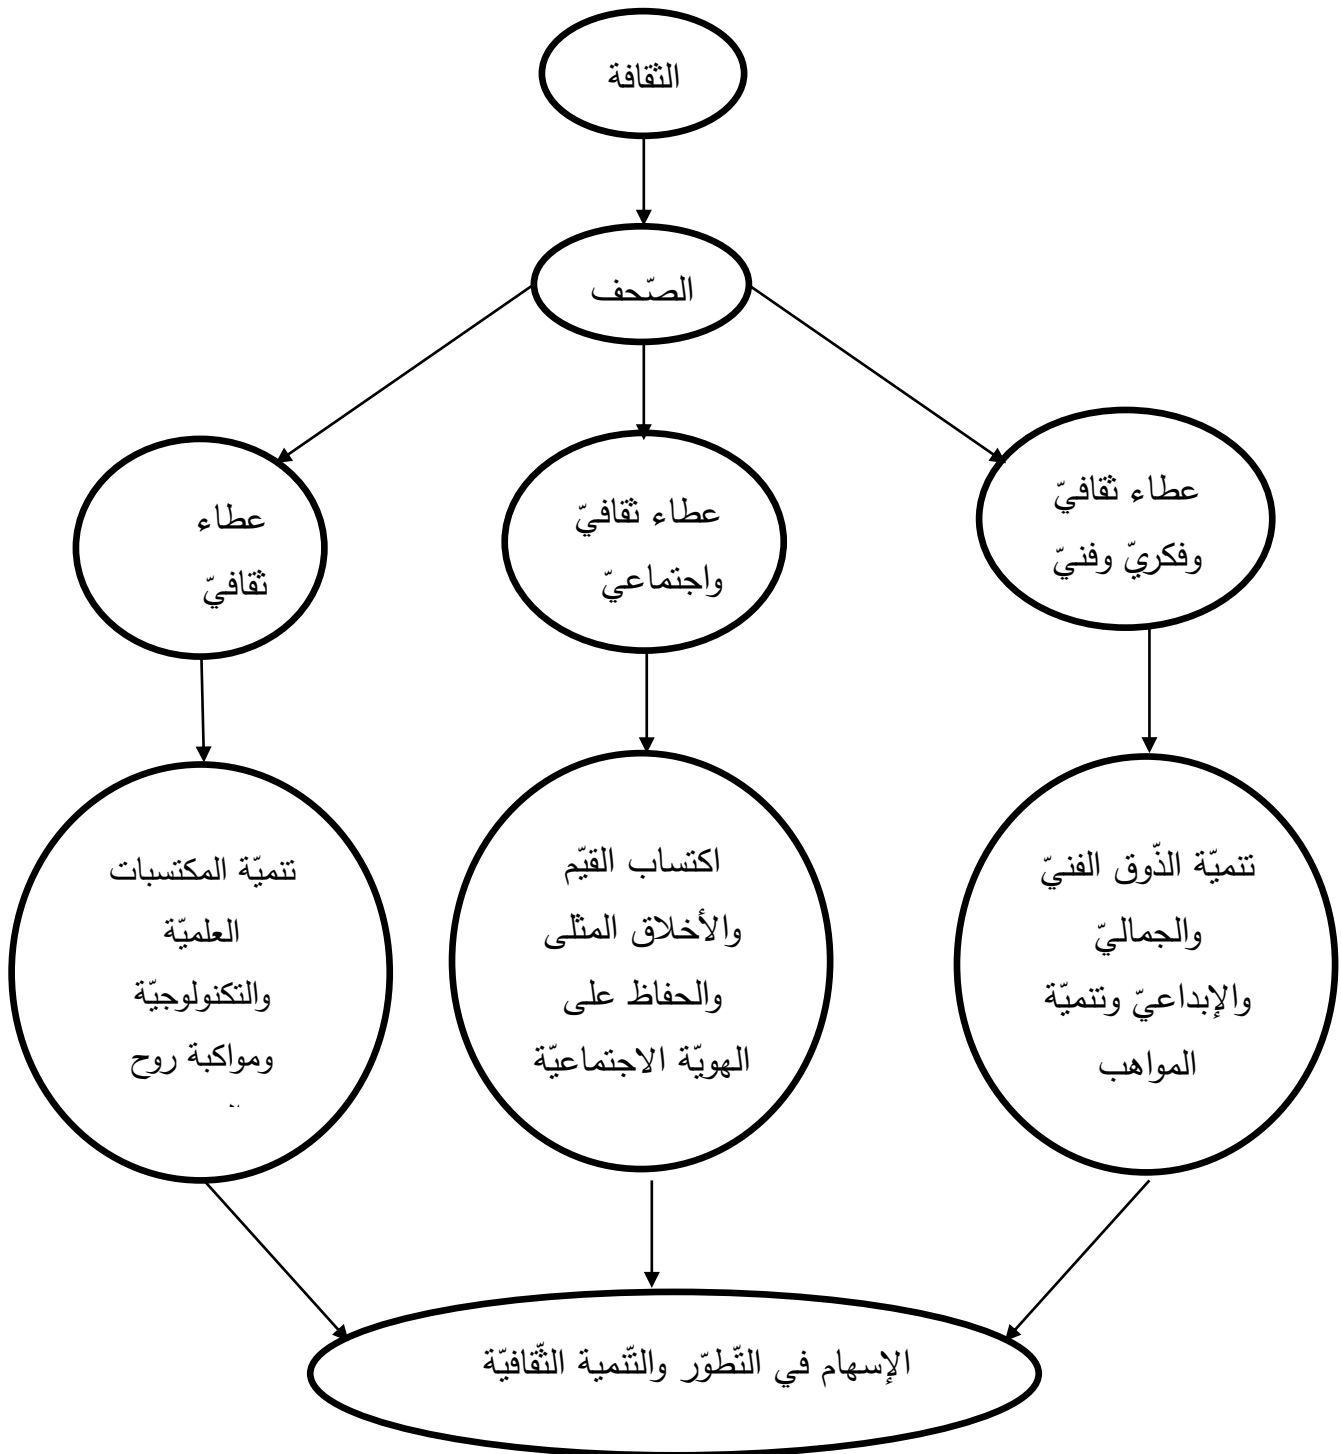 الثقافة
الصّحف
عطاء ثقافيّ
وفكريّ وفنيّ
عطاء ثقافيّ
واجتماعيّ
عطاء
ثقافيّ
تنميّة الذّوق الفنيّ
والجماليّ
والإبداعيّ وتنميّة
المواهب
اكتساب القيّم
والأخلاق المثلى
والحفاظ على
الهويّة الاجتماعيّة
تنميّة المكتسبات
العلميّة
والتكنولوجيّة
ومواكبة روح
الإسهام في التّطوّر والتّنمية الثّقافيّة